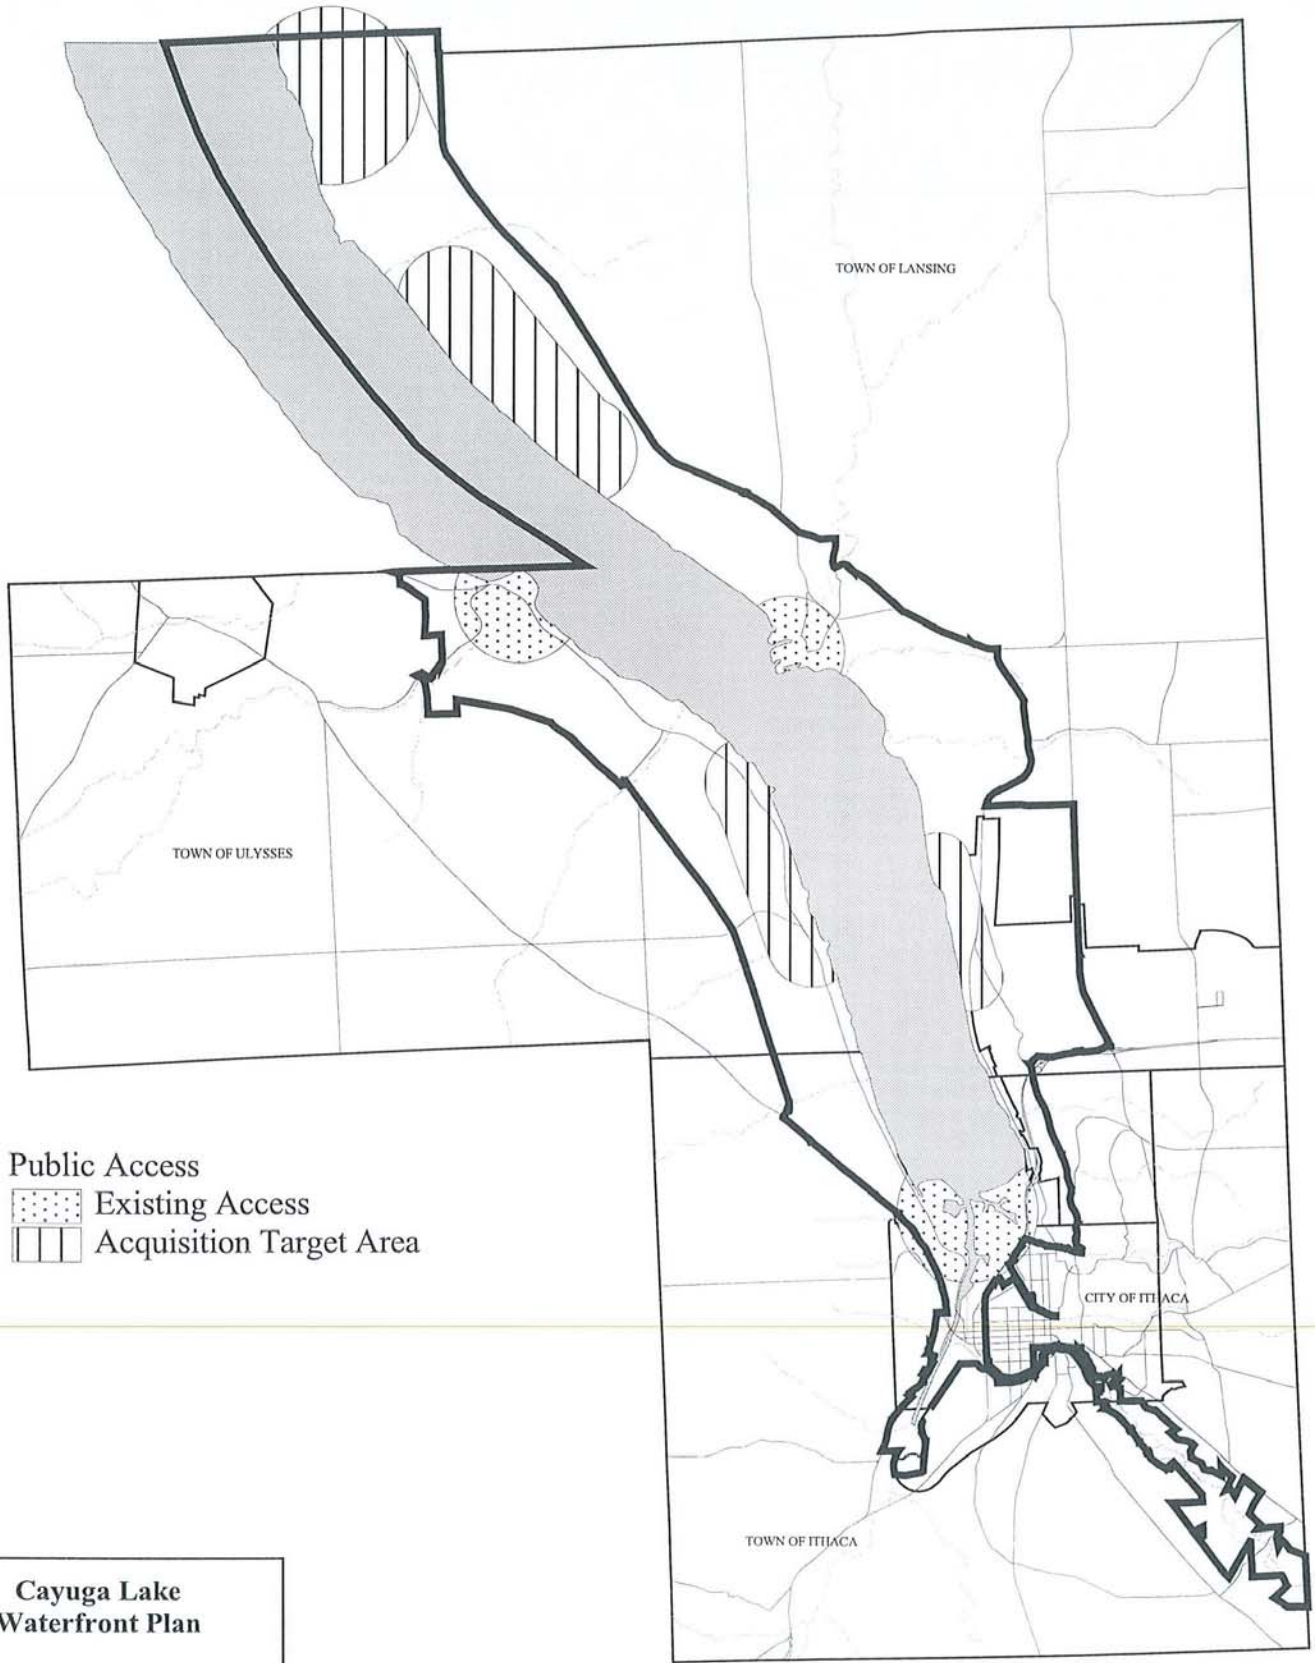 TOWN OF LANSING
TOWN OF ULYSSES
Public Access
Existing Access
Acquisition Target Area
CITY OF ITHACA
TOWN OF ITHACA
Cayuga Lake
Waterfront Plan